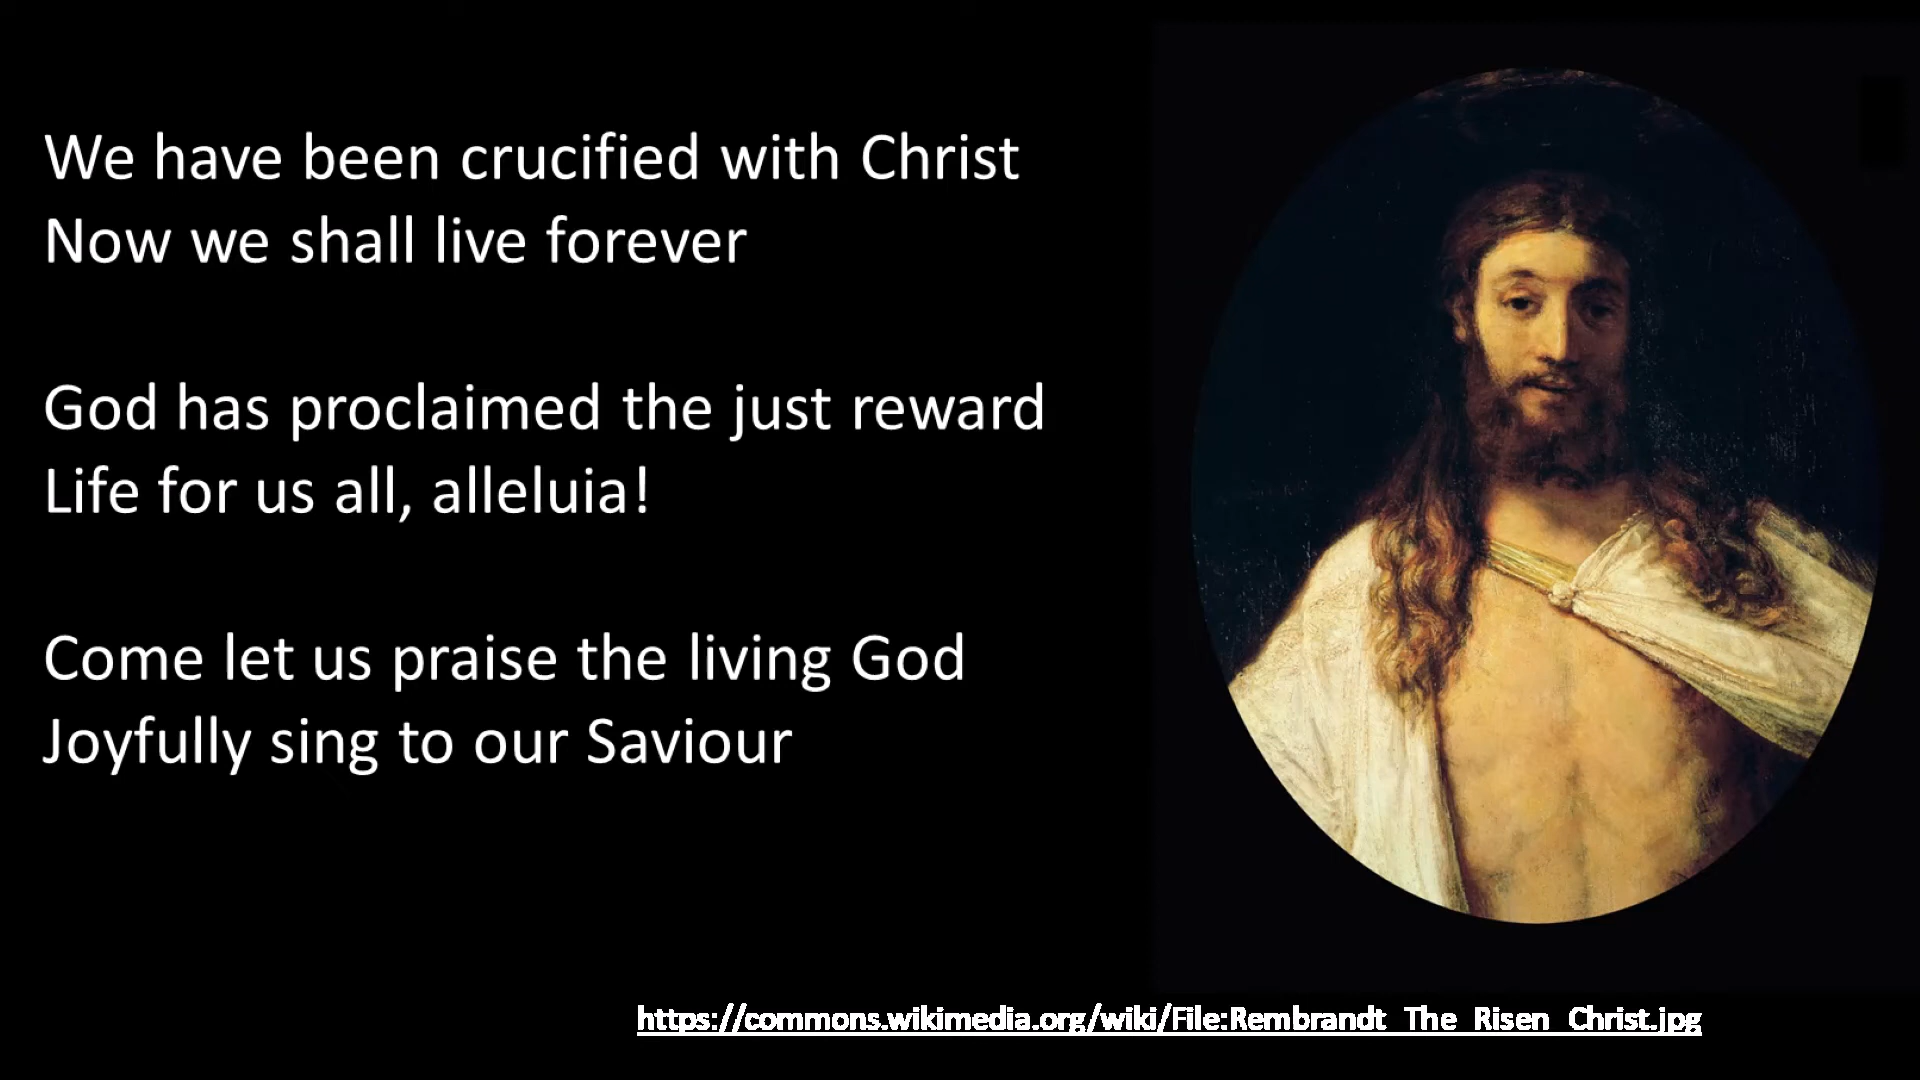 We have been crucified with Christ
Now we shall live forever
God has proclaimed the just reward
Life for us all, alleluia!
Come let us praise the living God
Joyfully sing to our Saviour
https://commons.wikimedia.org/wiki/File:Rembrandt_The_Risen_Christ.jpg